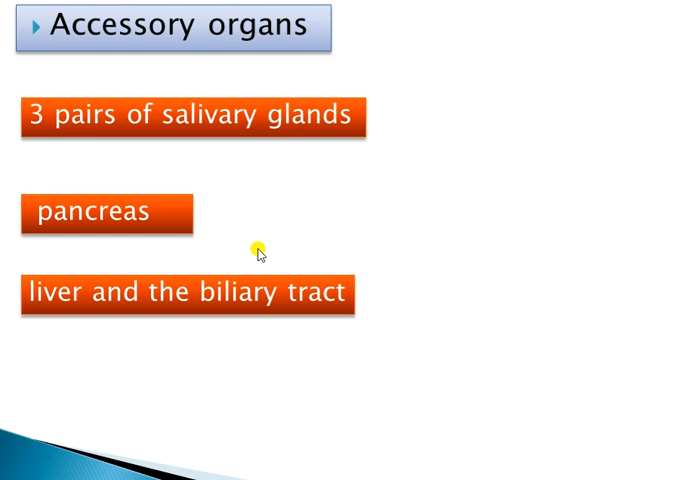 Accessory organs
3 pairs of salivary glands
pancreas
liver and the biliary tract